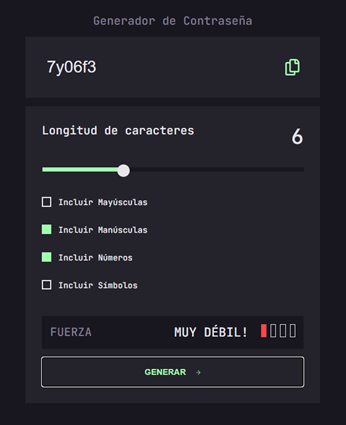 Generador de Contraseña
7y06f3
Longitud de caracteres
6
Incluir Mayúsculas
Incluir Manúsculas
Incluir Números
Incluir Símbolos
FUERZA MUY DÉBIL!
GENERAR →